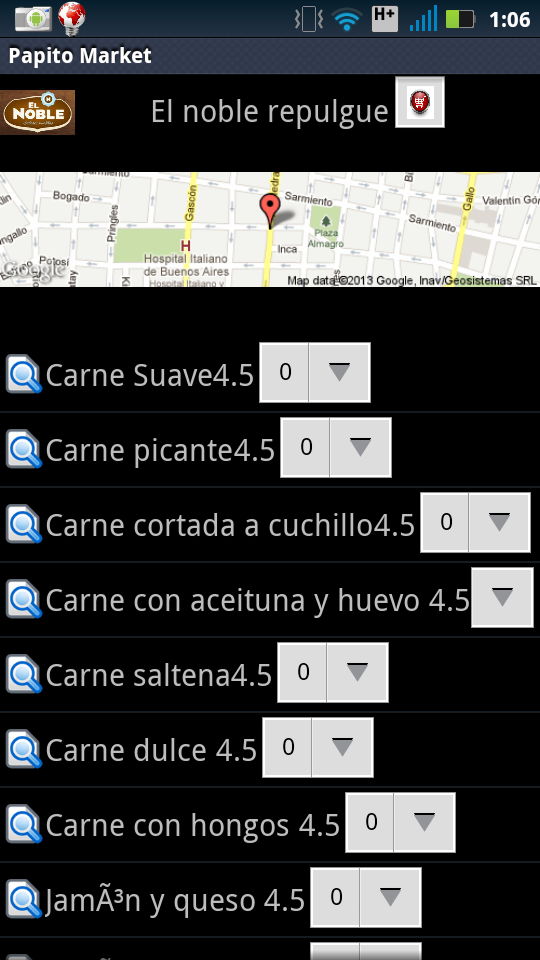 H+ 1:06
Papito Market
EL NOBLE
El noble repulgue
Sarmiento
Sarmiento
Bogado
Pringles
Gascón
Sarmiento
Gallo
Valentín Gó
Plaza Almagro
Inca
Potosí
H
Hospital Italiano
de Buenos Aires
Hospital Italiano
Google
Map data ©2013 Google, Inav/Geosistemas SRL
Carne Suave4.5 0
Carne picante4.5 0
Carne cortada a cuchillo4.5 0
Carne con aceituna y huevo 4.5
Carne saltena4.5 0
Carne dulce 4.5 0
Carne con hongos 4.5 0
JamÃ³n y queso 4.5 0